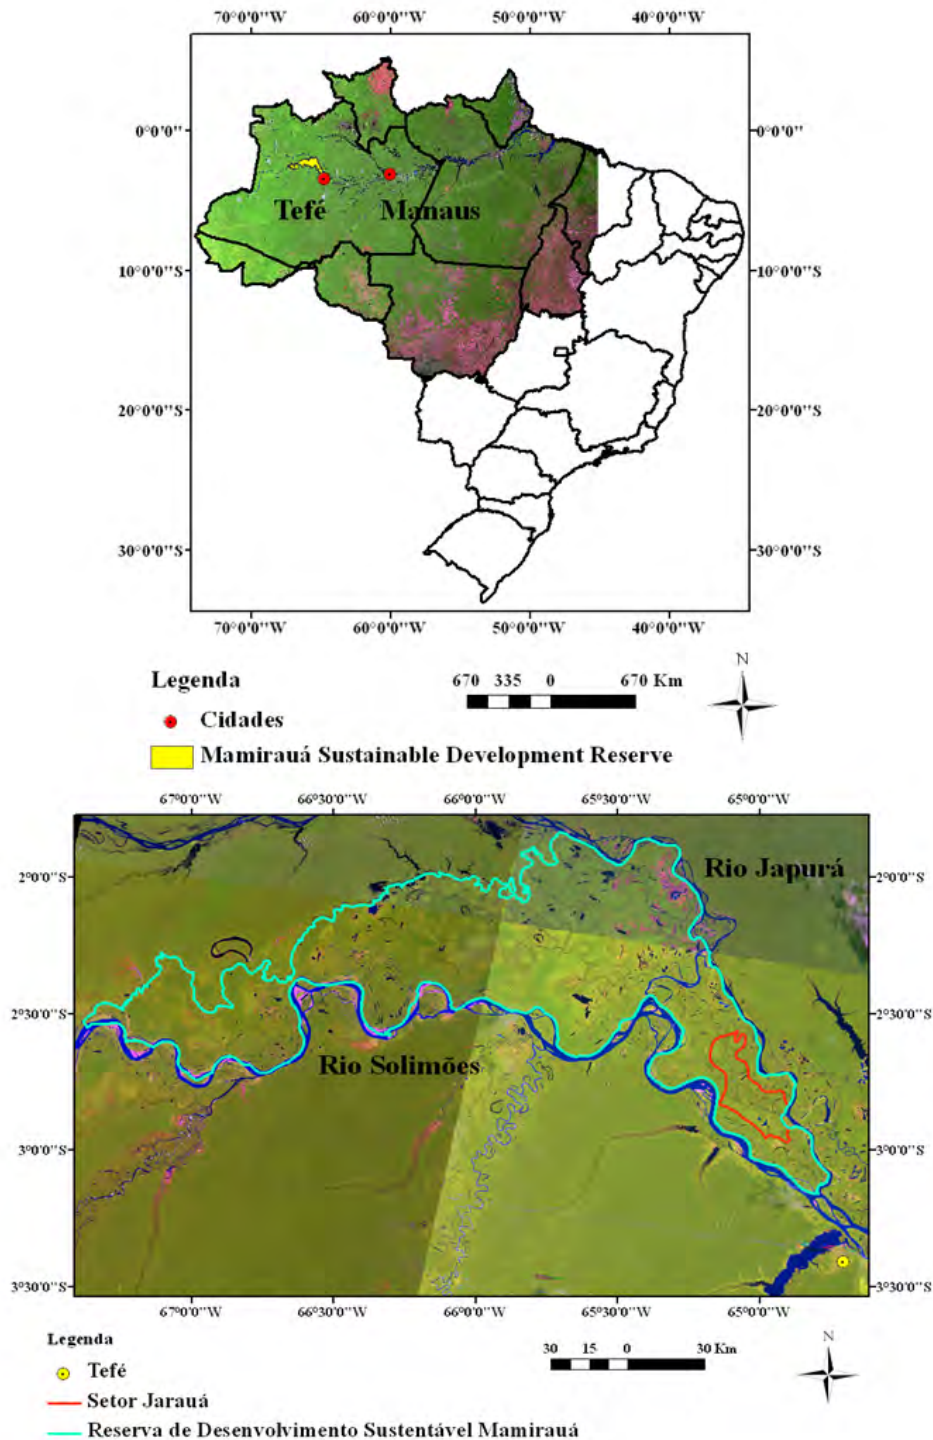 70°0'0''W 60°0'0''W 50°0'0''W 40°0'0''W
0°0'0'' 0°0'0''S
Tefé Manaus
10°0'0''S 10°0'0''S
20°0'0''S 20°0'0''S
30°0'0''S 30°0'0''S
70°0'0''W 60°0'0''W 50°0'0''W 40°0'0''W
Legenda
670 335 0 670 Km
N
Cidades
Mamirauá Sustainable Development Reserve
67°0'0''W 66°30'0''W 66°0'0''W 65°30'0''W 65°0'0''W
Rio Japurá
2°0'0''S 2°0'0''S
2°30'0''S 2°30'0''S
Rio Solimões
3°0'0''S 3°0'0''S
3°30'0''S 3°30'0''S
67°0'0''W 66°30'0''W 66°0'0''W 65°30'0''W 65°0'0''W
Legenda
30 15 0 30 Km
N
Tefé
Setor Jarauá
Reserva de Desenvolvimento Sustentável Mamirauá